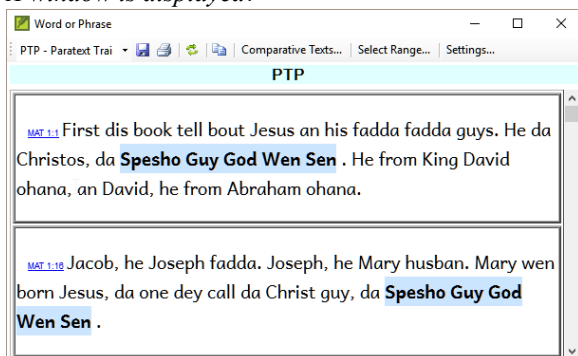 Word or Phrase
PTP - Paratext Trai Comparative Texts... Select Range... Settings...
PTP
MAT 1:1 First dis book tell bout Jesus an his fadda fadda guys. He da
Christos, da Spesho Guy God Wen Sen . He from King David
ohana, an David, he from Abraham ohana.
MAT 1:16 Jacob, he Joseph fadda. Joseph, he Mary husban. Mary wen
born Jesus, da one dey call da Christ guy, da Spesho Guy God
Wen Sen .